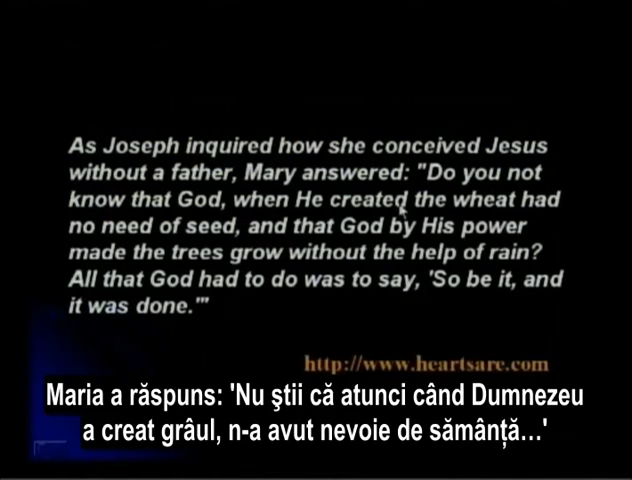 As Joseph inquired how she conceived Jesus
without a father, Mary answered: "Do you not
know that God, when He created the wheat had
no need of seed, and that God by His power
made the trees grow without the help of rain?
All that God had to do was to say, 'So be it, and
it was done.'"
http://www.heartsare.com
Maria a răspuns: 'Nu ştii că atunci când Dumnezeu
a creat grâul, n-a avut nevoie de sămânţă...'